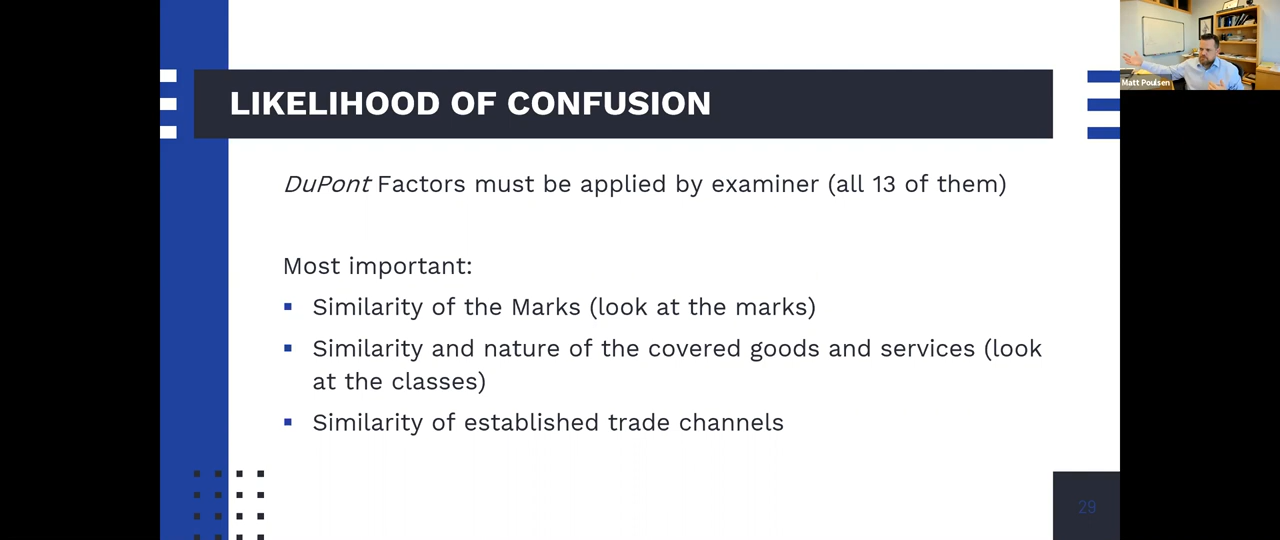 Matt Poulsen
LIKELIHOOD OF CONFUSION
DuPont Factors must be applied by examiner (all 13 of them)
Most important:
▪ Similarity of the Marks (look at the marks)
▪ Similarity and nature of the covered goods and services (look
at the classes)
▪ Similarity of established trade channels
29